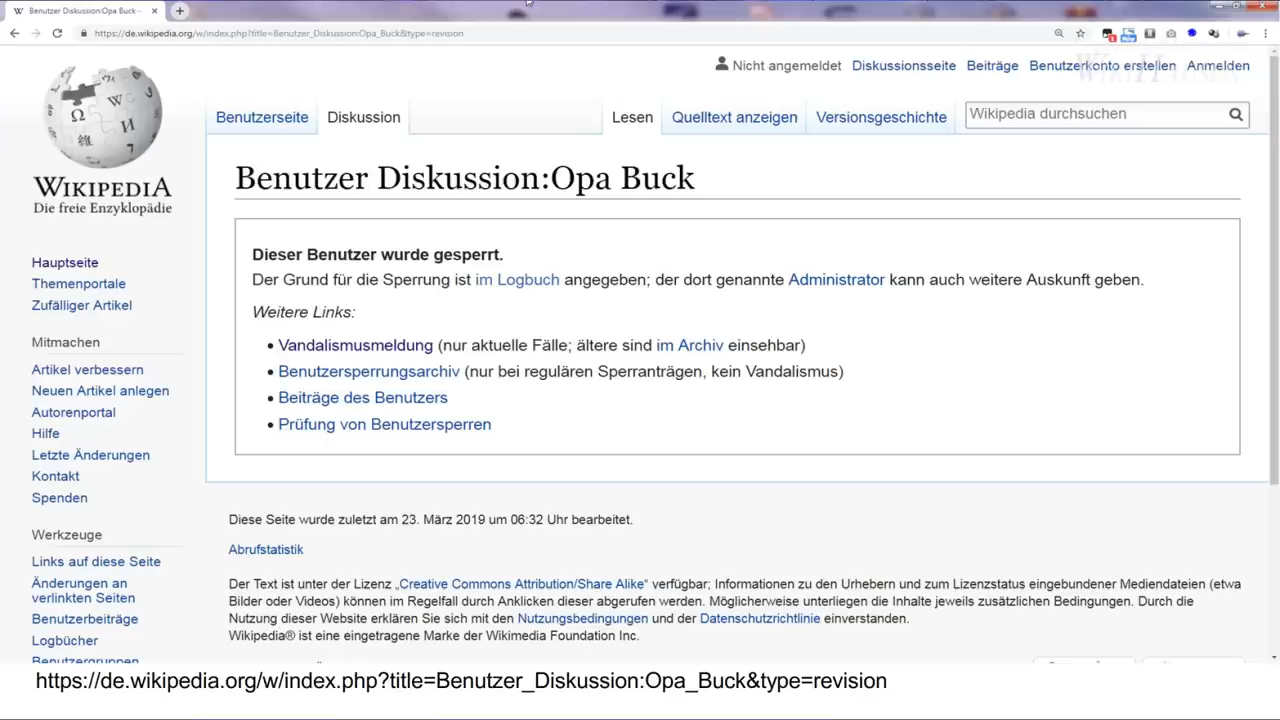 Benutzer Diskussion:Opa Buck –
https://de.wikipedia.org/w/index.php?title=Benutzer_Diskussion:Opa_Buck&type=revision
Nicht angemeldet Diskussionsseite Beiträge Benutzerkonto erstellen Anmelden
Benutzerseite Diskussion Lesen Quelltext anzeigen Versionsgeschichte Wikipedia durchsuchen
WIKIPEDIA
Die freie Enzyklopädie
Hauptseite
Themenportale
Zufälliger Artikel
Mitmachen
Artikel verbessern
Neuen Artikel anlegen
Autorenportal
Hilfe
Letzte Änderungen
Kontakt
Spenden
Werkzeuge
Links auf diese Seite
Änderungen an
verlinkten Seiten
Benutzerbeiträge
Logbücher
Benutzergruppen
Benutzer Diskussion:Opa Buck
Dieser Benutzer wurde gesperrt.
Der Grund für die Sperrung ist im Logbuch angegeben; der dort genannte Administrator kann auch weitere Auskunft geben.
Weitere Links:
• Vandalismusmeldung (nur aktuelle Fälle; ältere sind im Archiv einsehbar)
• Benutzersperrungsarchiv (nur bei regulären Sperranträgen, kein Vandalismus)
• Beiträge des Benutzers
• Prüfung von Benutzersperren
Diese Seite wurde zuletzt am 23. März 2019 um 06:32 Uhr bearbeitet.
Abrufstatistik
Der Text ist unter der Lizenz „Creative Commons Attribution/Share Alike“ verfügbar; Informationen zu den Urhebern und zum Lizenzstatus eingebundener Mediendateien (etwa
Bilder oder Videos) können im Regelfall durch Anklicken dieser abgerufen werden. Möglicherweise unterliegen die Inhalte jeweils zusätzlichen Bedingungen. Durch die
Nutzung dieser Website erklären Sie sich mit den Nutzungsbedingungen und der Datenschutzrichtlinie einverstanden.
Wikipedia® ist eine eingetragene Marke der Wikimedia Foundation Inc.
https://de.wikipedia.org/w/index.php?title=Benutzer_Diskussion:Opa_Buck&type=revision